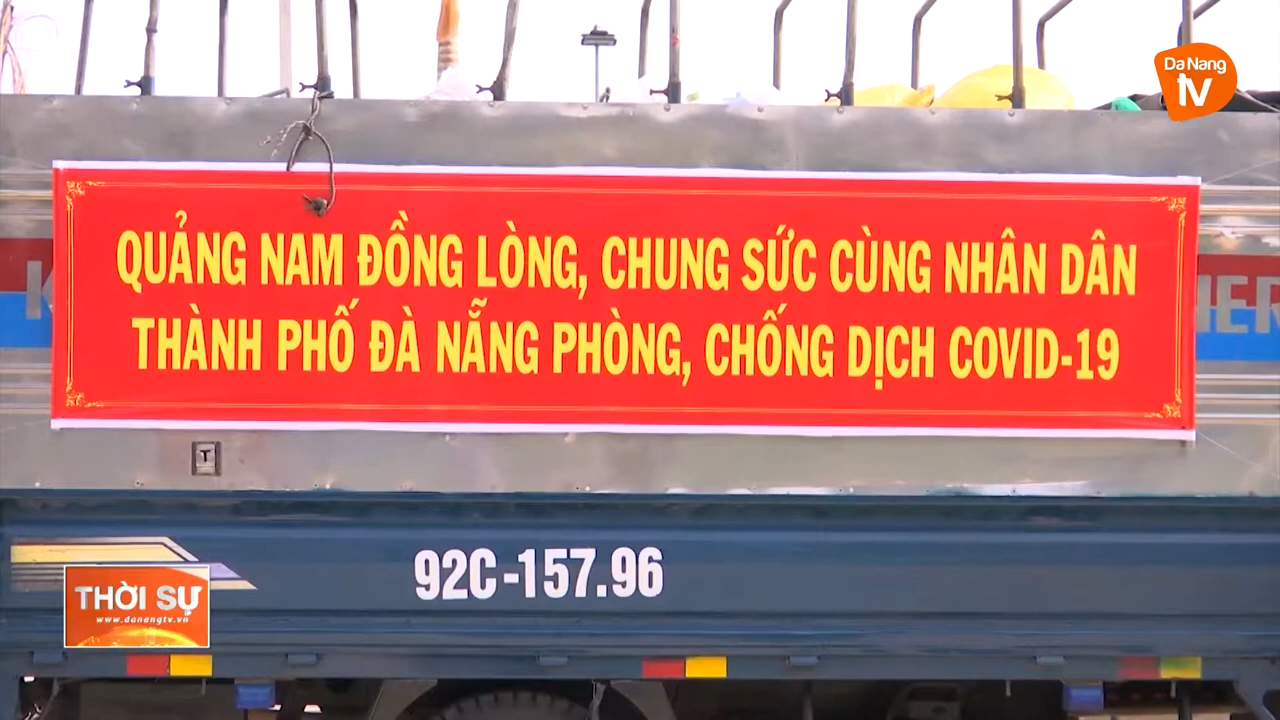 Da Nang
tv
QUẢNG NAM ĐỒNG LÒNG, CHUNG SỨC CÙNG NHÂN DÂN
THÀNH PHỐ ĐÀ NẴNG PHÒNG, CHỐNG DỊCH COVID-19
T
92C-157.96
THỜI SỰ
www.danangtv.vn